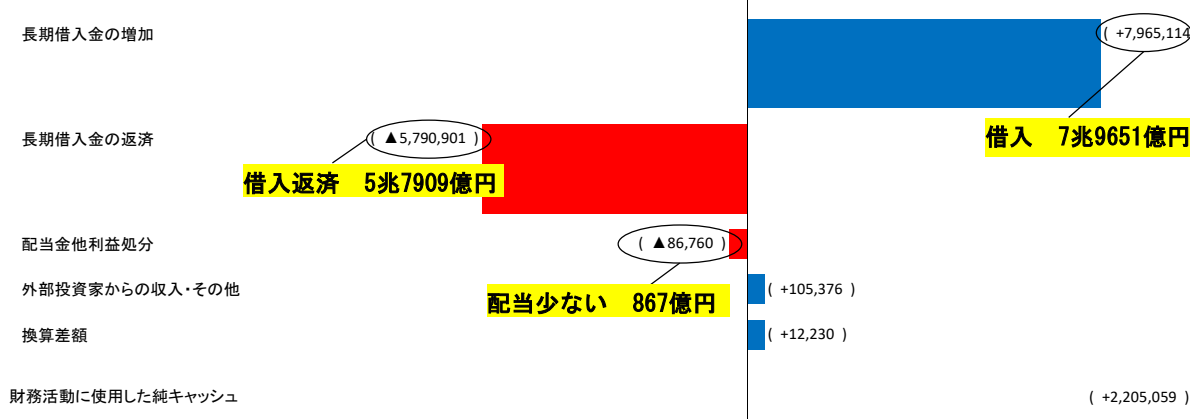 長期借入金の増加
( +7,965,114
借入　7兆9651億円
長期借入金の返済
( ▲5,790,901 )
借入返済　5兆7909億円
配当金他利益処分
( ▲86,760 )
配当少ない　867億円
外部投資家からの収入・その他
( +105,376 )
換算差額
( +12,230 )
財務活動に使用した純キャッシュ
( +2,205,059 )